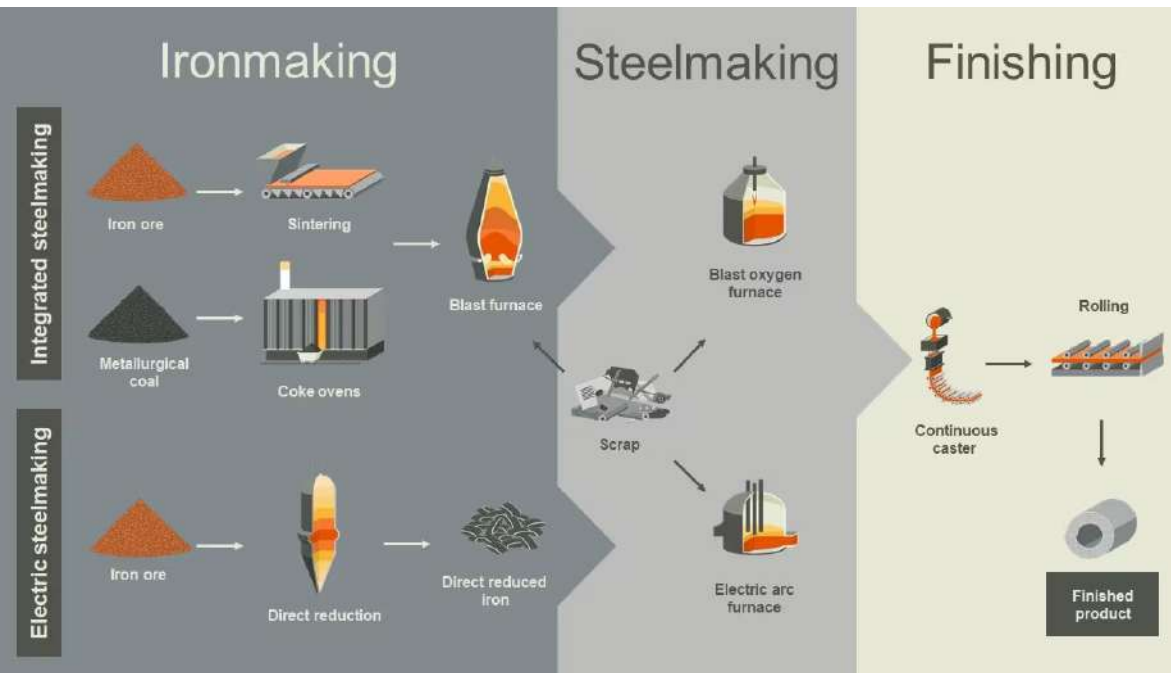 Ironmaking
Steelmaking
Finishing
Integrated steelmaking
Iron ore
Sintering
Blast furnace
Metallurgical
coal
Coke ovens
Blast oxygen
furnace
Scrap
Continuous
caster
Rolling
Electric steelmaking
Iron ore
Direct reduction
Direct reduced
iron
Electric arc
furnace
Finished
product